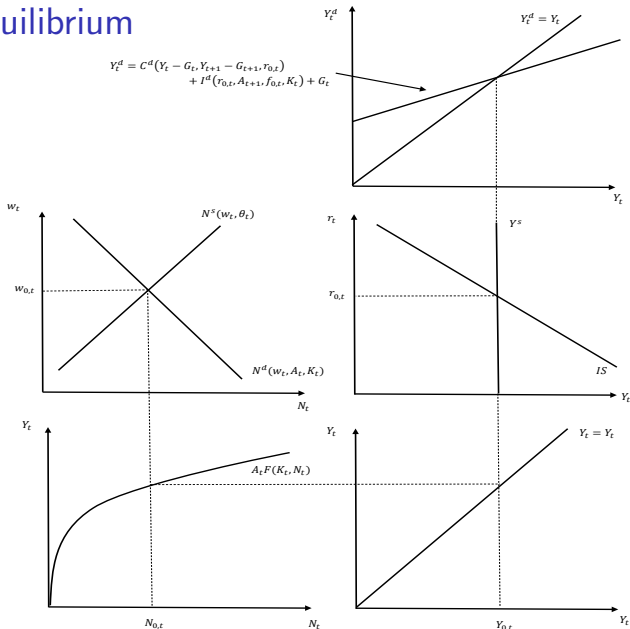 uilibrium
Y_t^d
Y_t^d = Y_t
Y_t^d = C^d(Y_t − G_t, Y_{t+1} − G_{t+1}, r_{0,t})
+ I^d(r_{0,t}, A_{t+1}, f_{0,t}, K_t) + G_t
Y_t
w_t
N^s(w_t, θ_t)
w_{0,t}
N^d(w_t, A_t, K_t)
N_t
r_t
Y^s
r_{0,t}
IS
Y_t
Y_t
A_tF(K_t, N_t)
N_{0,t}
N_t
Y_t
Y_t = Y_t
Y_{0,t}
Y_t